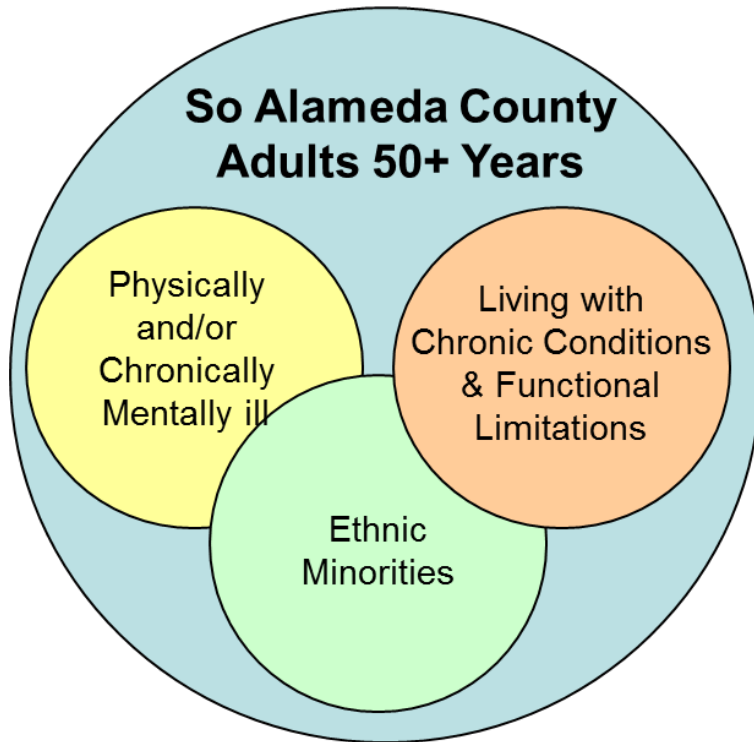 So Alameda County
Adults 50+ Years
Physically
and/or
Chronically
Mentally ill
Living with
Chronic Conditions
& Functional
Limitations
Ethnic
Minorities